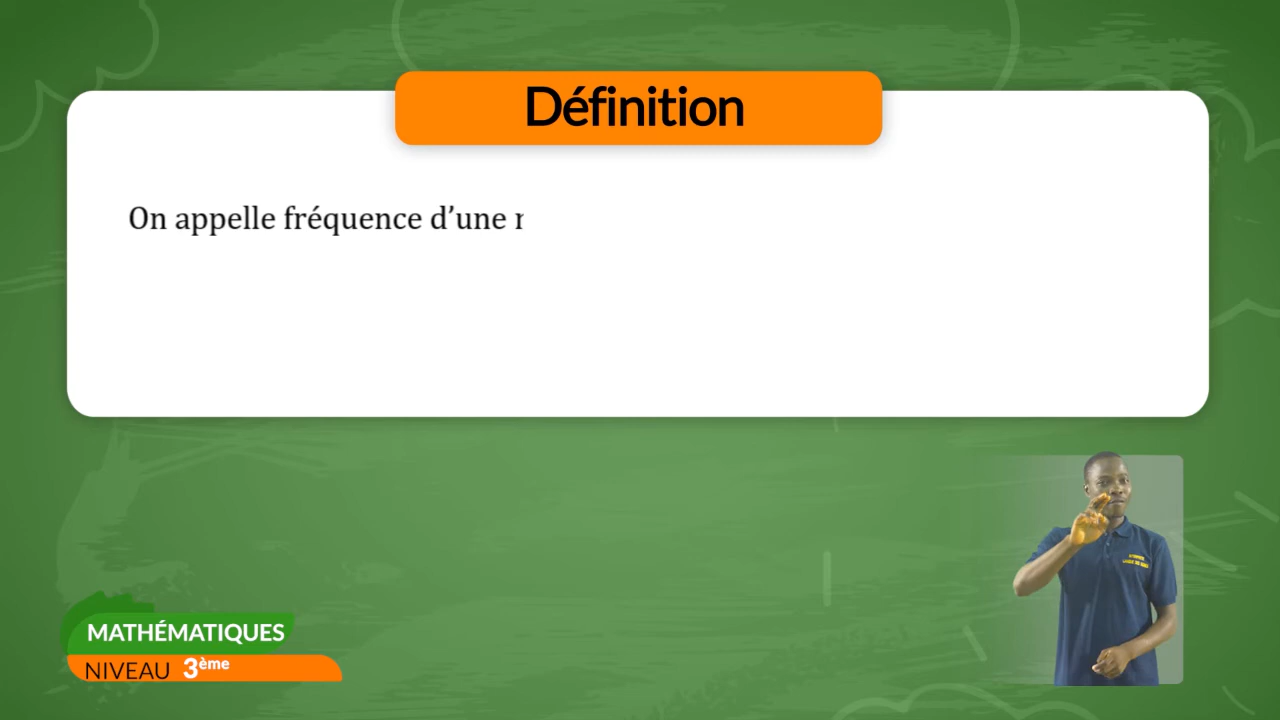 Définition
On appelle fréquence d’une
MATHÉMATIQUES
NIVEAU 3ème